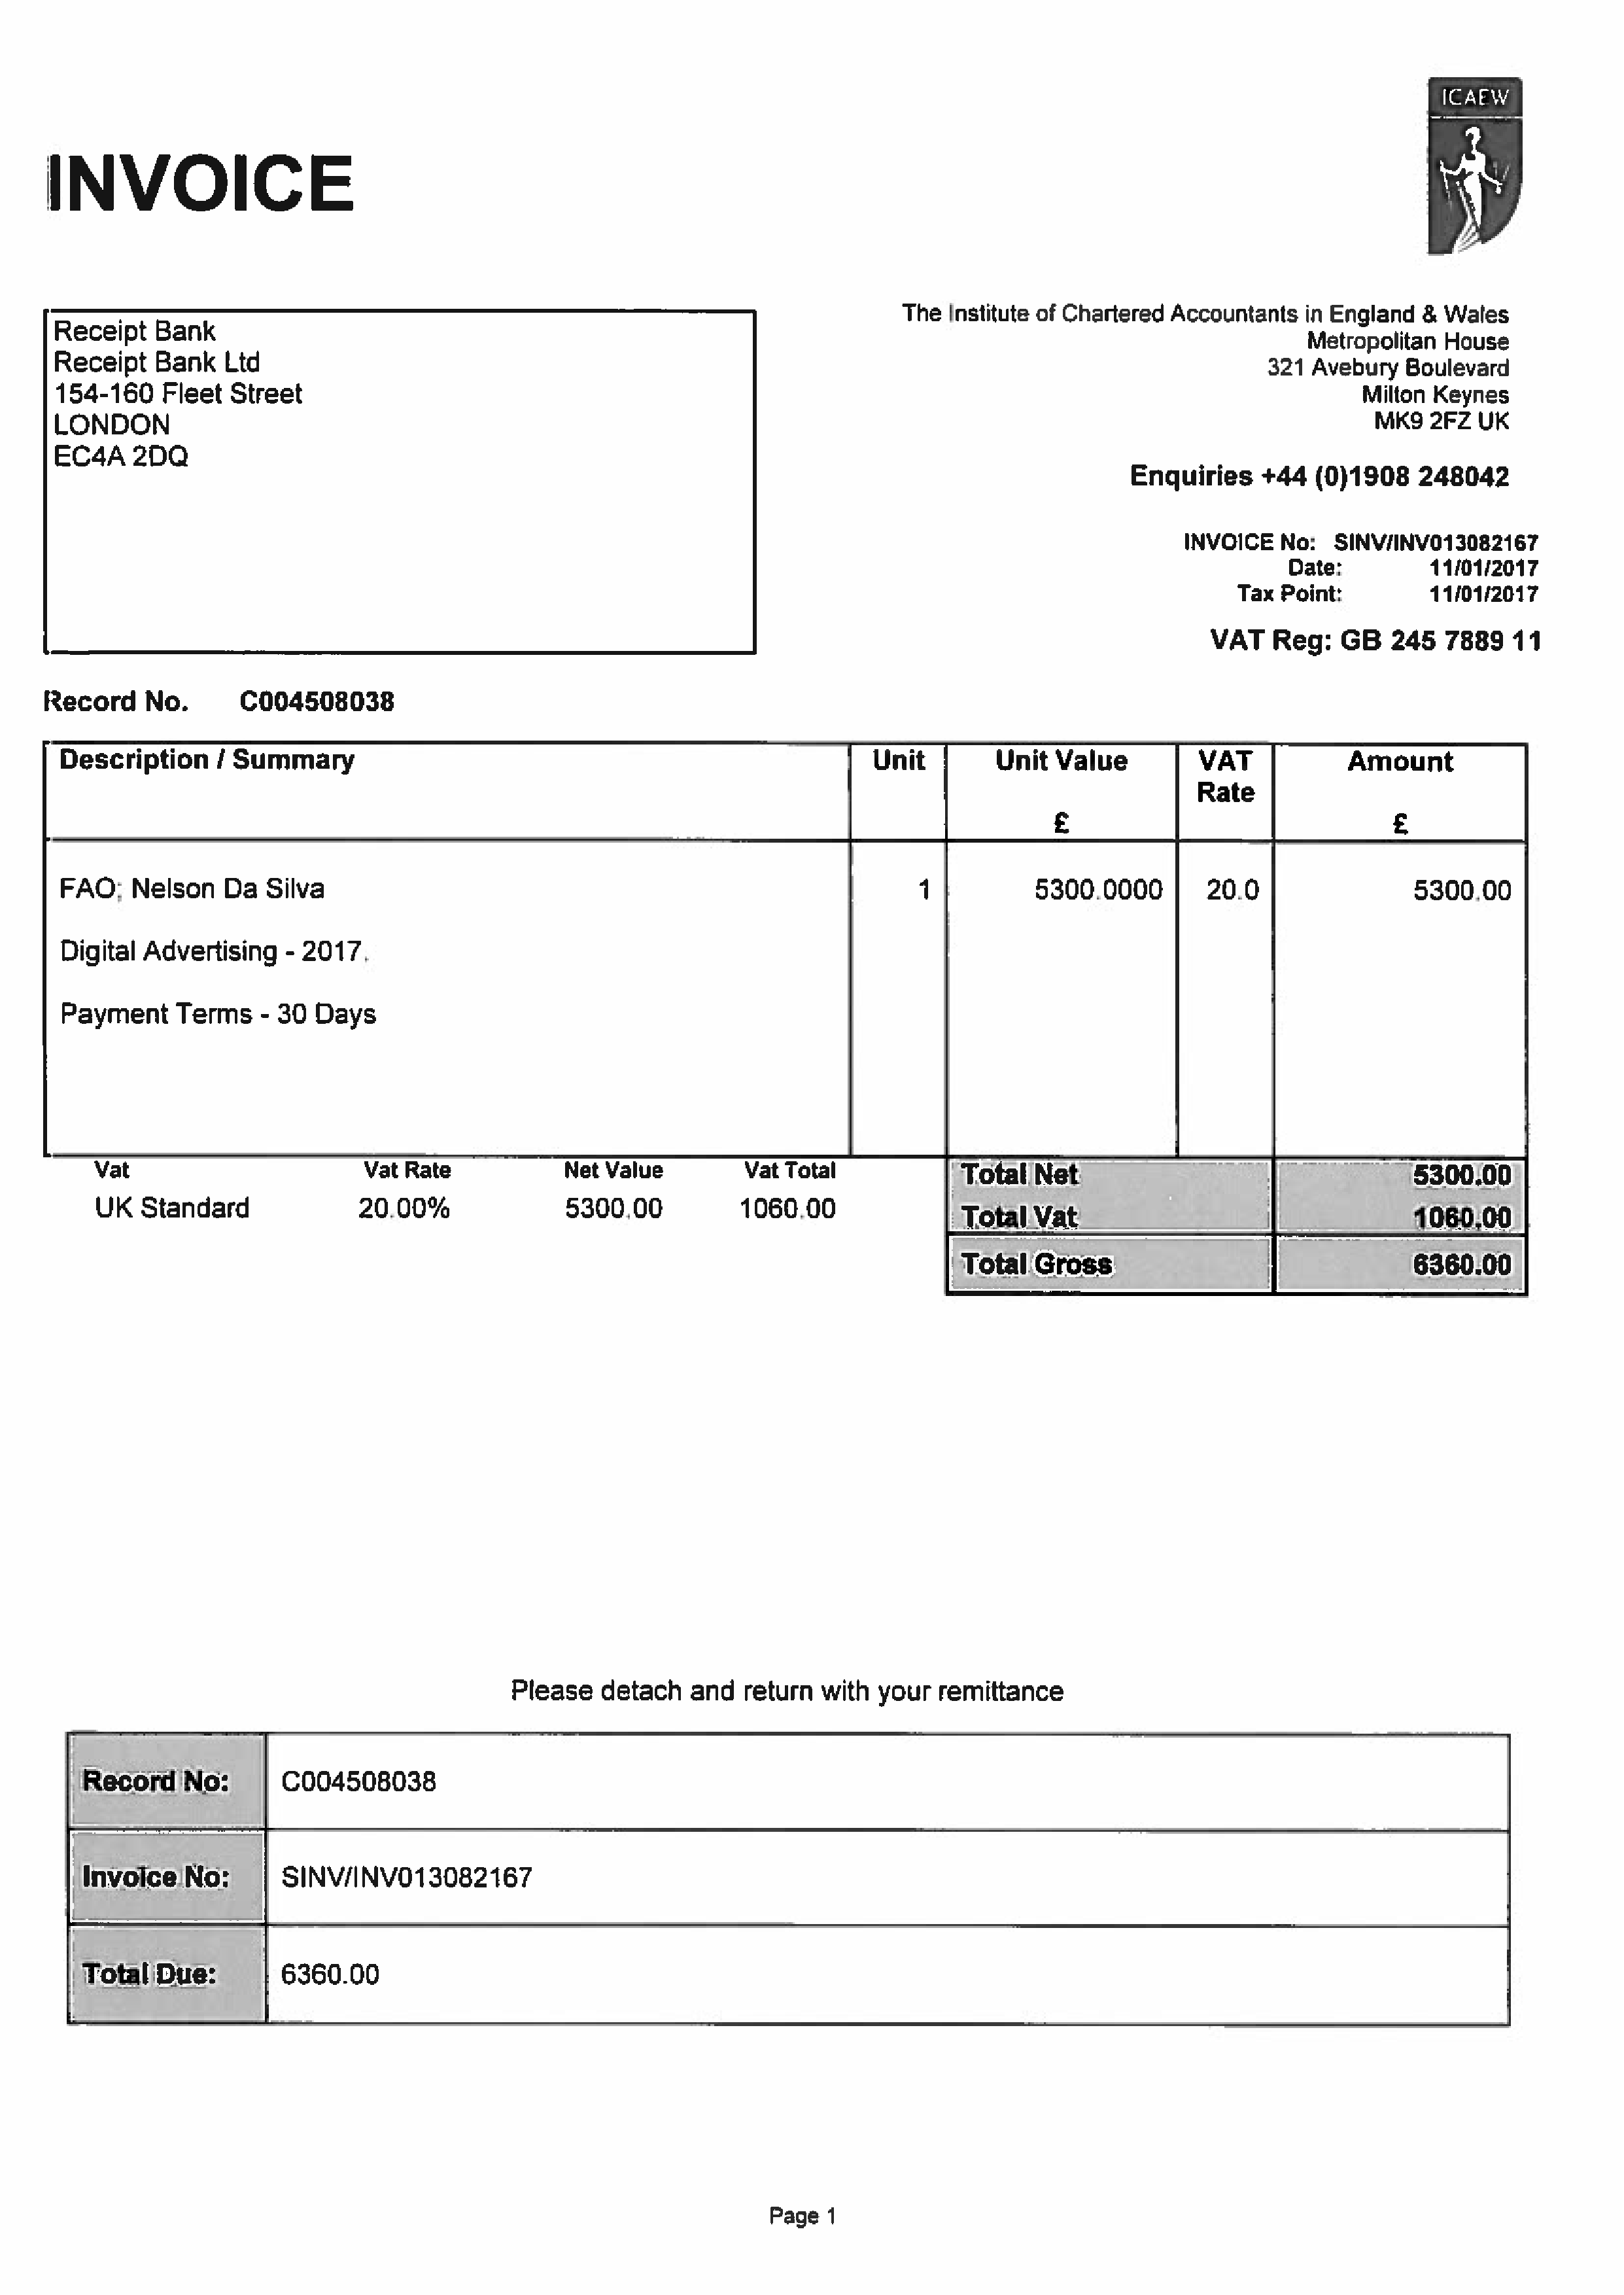 ICAEW
INVOICE
Receipt Bank
Receipt Bank Ltd
154-160 Fleet Street
LONDON
EC4A 2DQ
The Institute of Chartered Accountants in England & Wales
Metropolitan House
321 Avebury Boulevard
Milton Keynes
MK9 2FZ UK
Enquiries +44 (0)1908 248042
INVOICE No: SINV/INV013082167
Date: 11/01/2017
Tax Point: 11/01/2017
VAT Reg: GB 245 7889 11
Record No. C004508038
Description / Summary Unit Unit Value VAT Amount
Rate
£ £
FAO; Nelson Da Silva 1 5300.0000 20.0 5300.00
Digital Advertising - 2017.
Payment Terms - 30 Days
Vat Vat Rate Net Value Vat Total Total Net 5300.00
UK Standard 20.00% 5300.00 1060.00 Total Vat 1060.00
Total Gross 6360.00
Please detach and return with your remittance
Record No: C004508038
Invoice No: SINV/INV013082167
Total Due: 6360.00
Page 1